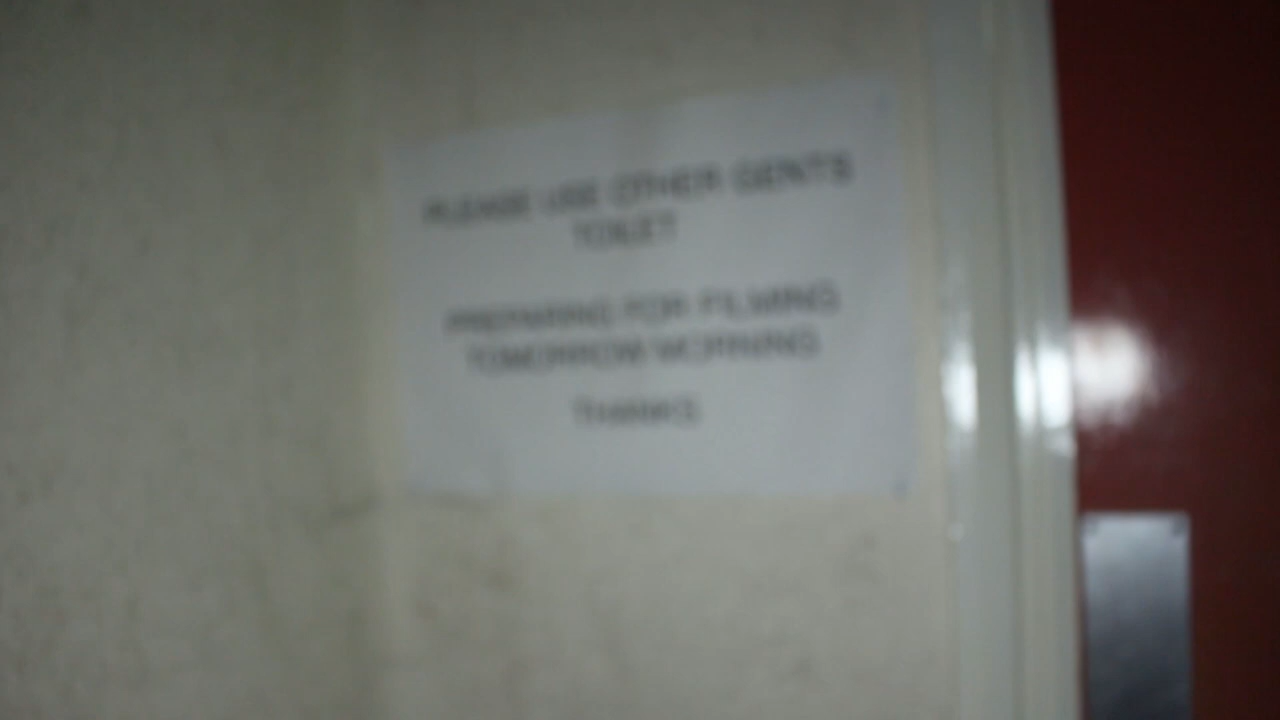 PLEASE USE OTHER GENTS
TOILET
PREPARING FOR FILMING
TOMORROW MORNING
THANKS